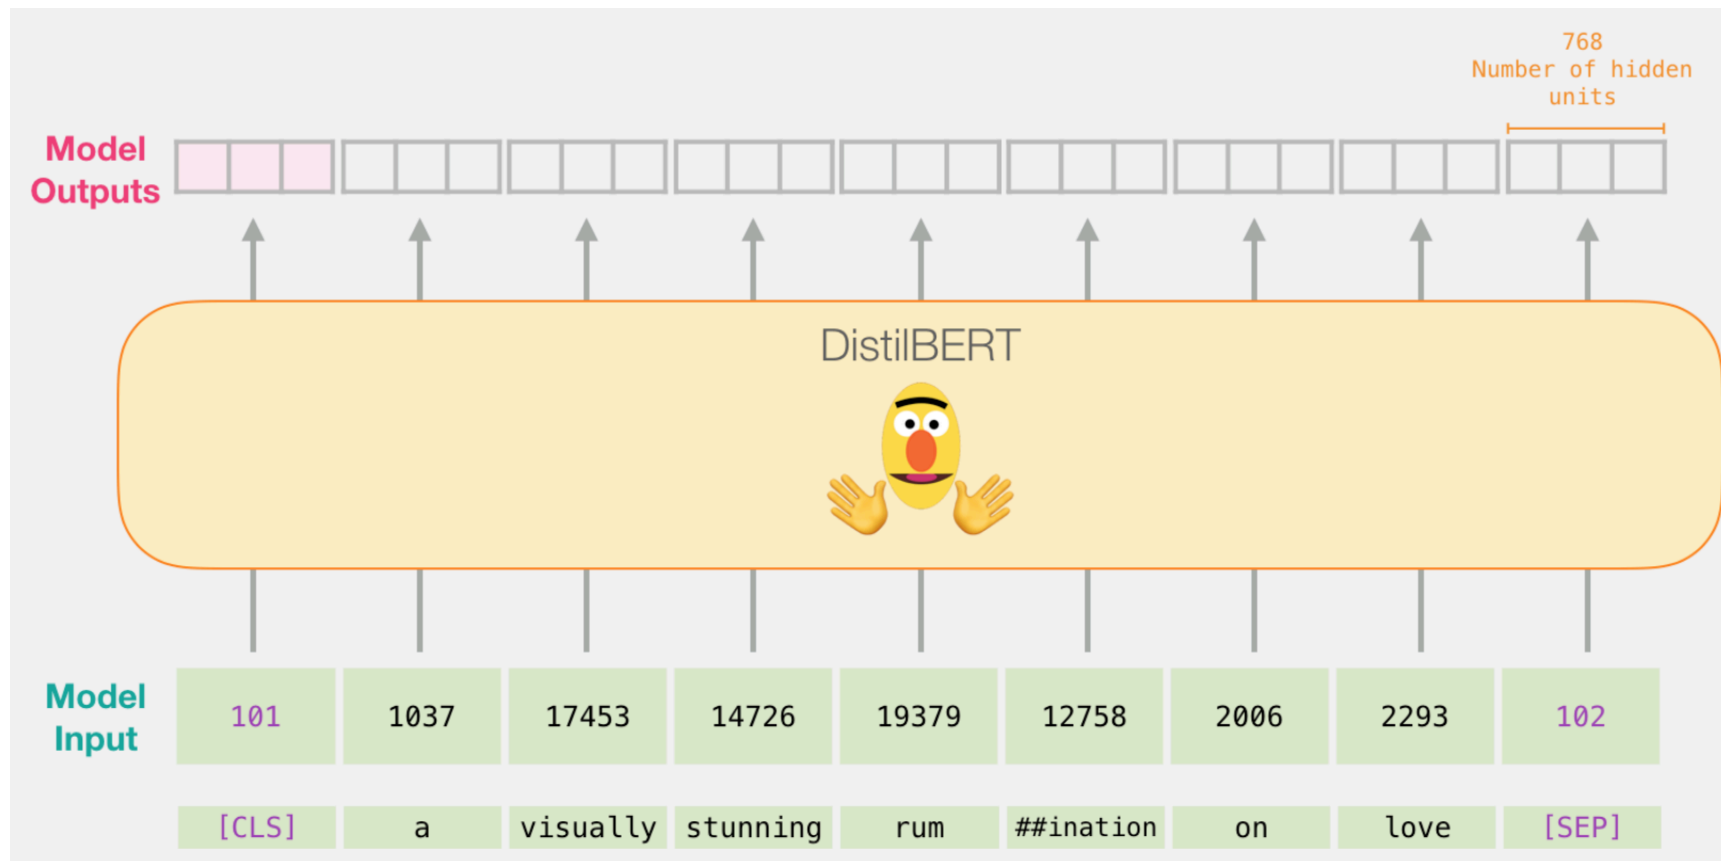 768
Number of hidden
units
Model
Outputs
DistilBERT
Model
Input
101 1037 17453 14726 19379 12758 2006 2293 102
[CLS] a visually stunning rum ##ination on love [SEP]